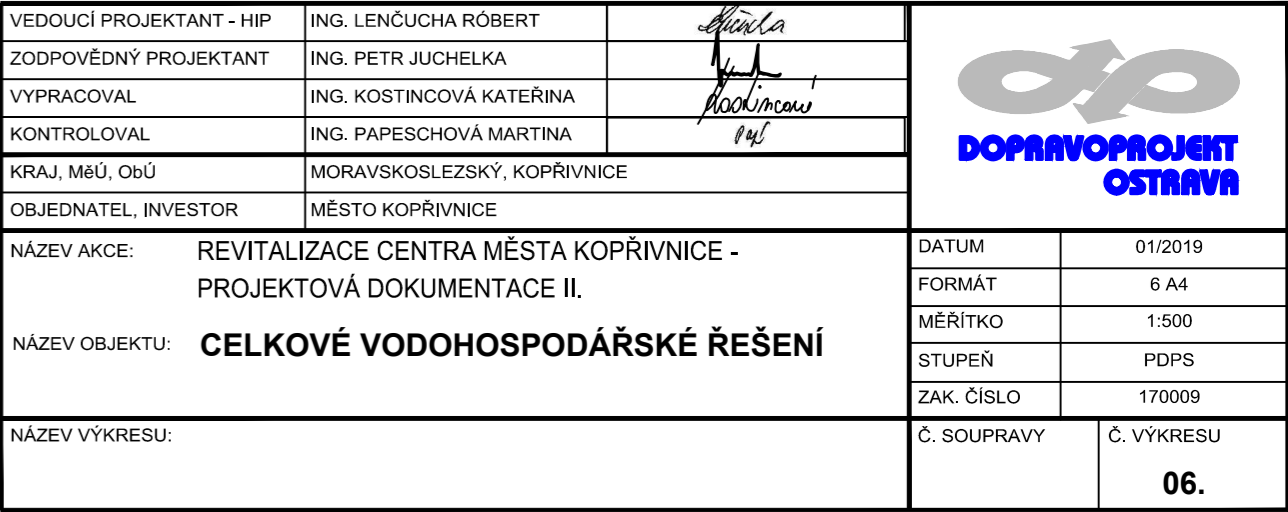 VEDOUCÍ PROJEKTANT - HIP ING. LENČUCHA RÓBERT
ZODPOVĚDNÝ PROJEKTANT ING. PETR JUCHELKA
VYPRACOVAL ING. KOSTINCOVÁ KATEŘINA
KONTROLOVAL ING. PAPESCHOVÁ MARTINA
KRAJ, MěÚ, ObÚ MORAVSKOSLEZSKÝ, KOPŘIVNICE
OBJEDNATEL, INVESTOR MĚSTO KOPŘIVNICE
DOPRAVOPROJEKT
OSTRAVA
NÁZEV AKCE: REVITALIZACE CENTRA MĚSTA KOPŘIVNICE -
PROJEKTOVÁ DOKUMENTACE II.
NÁZEV OBJEKTU: CELKOVÉ VODOHOSPODÁŘSKÉ ŘEŠENÍ
DATUM 01/2019
FORMÁT 6 A4
MĚŘÍTKO 1:500
STUPEŇ PDPS
ZAK. ČÍSLO 170009
NÁZEV VÝKRESU:
Č. SOUPRAVY Č. VÝKRESU
06.